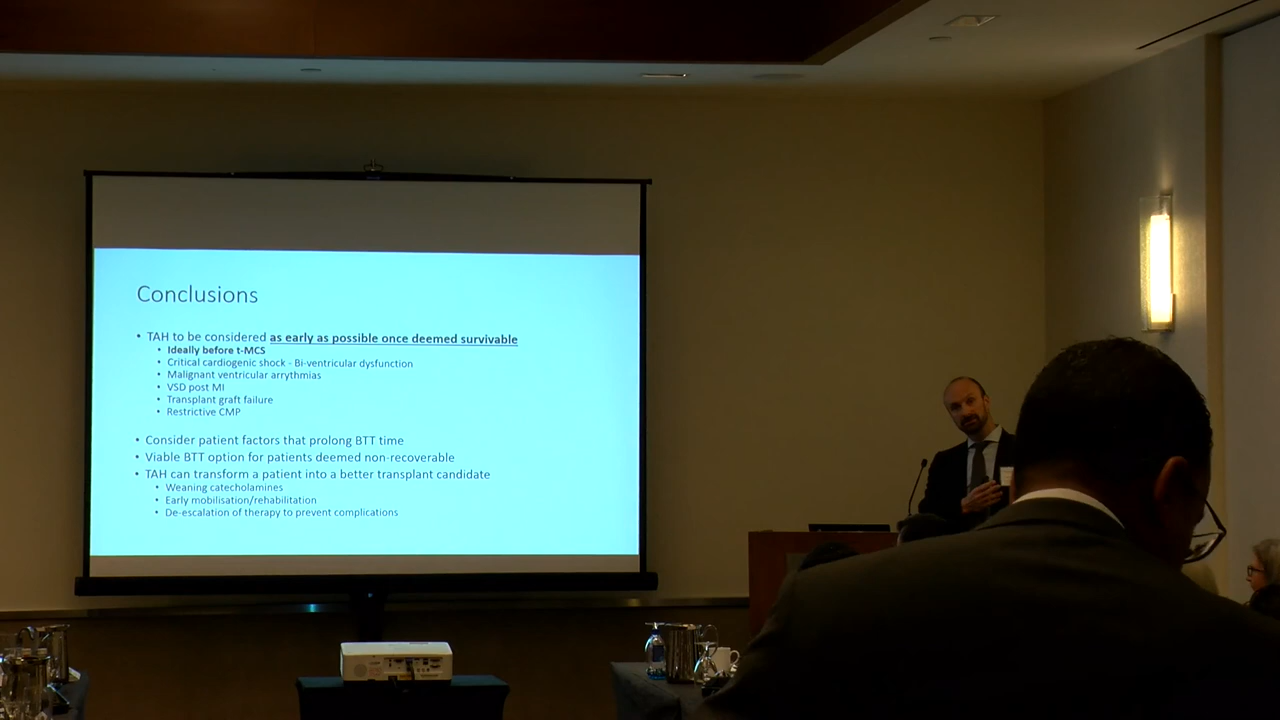 Conclusions
• TAH to be considered as early as possible once deemed survivable
• Ideally before t-MCS
• Critical cardiogenic shock - Bi-ventricular dysfunction
• Malignant ventricular arrythmias
• VSD post MI
• Transplant graft failure
• Restrictive CMP
• Consider patient factors that prolong BTT time
• Viable BTT option for patients deemed non-recoverable
• TAH can transform a patient into a better transplant candidate
• Weaning catecholamines
• Early mobilisation/rehabilitation
• De-escalation of therapy to prevent complications